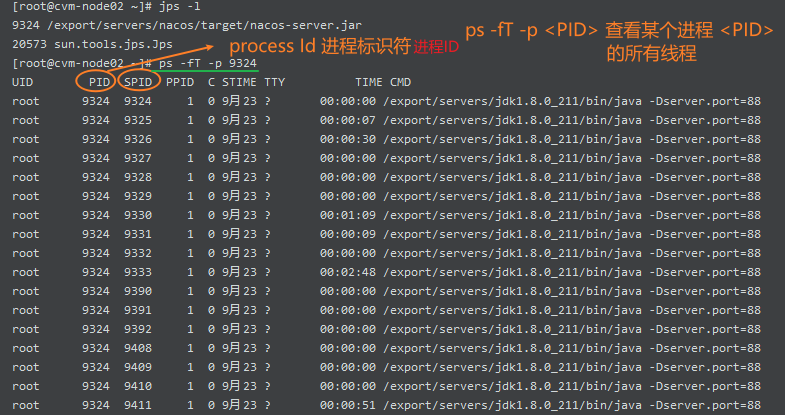 [root@cvm-node02 ~]# jps -l
9324 /export/servers/nacos/target/nacos-server.jar
20573 sun.tools.jps.Jps
process Id 进程标识符进程ID
ps -fT -p <PID> 查看某个进程 <PID>
的所有线程
[root@cvm-node02 ~]# ps -fT -p 9324
UID PID SPID PPID C STIME TTY TIME CMD
root 9324 9324 1 0 9月23 ? 00:00:00 /export/servers/jdk1.8.0_211/bin/java -Dserver.port=88
root 9324 9325 1 0 9月23 ? 00:00:07 /export/servers/jdk1.8.0_211/bin/java -Dserver.port=88
root 9324 9326 1 0 9月23 ? 00:00:30 /export/servers/jdk1.8.0_211/bin/java -Dserver.port=88
root 9324 9327 1 0 9月23 ? 00:00:00 /export/servers/jdk1.8.0_211/bin/java -Dserver.port=88
root 9324 9328 1 0 9月23 ? 00:00:00 /export/servers/jdk1.8.0_211/bin/java -Dserver.port=88
root 9324 9329 1 0 9月23 ? 00:00:00 /export/servers/jdk1.8.0_211/bin/java -Dserver.port=88
root 9324 9330 1 0 9月23 ? 00:01:09 /export/servers/jdk1.8.0_211/bin/java -Dserver.port=88
root 9324 9331 1 0 9月23 ? 00:00:09 /export/servers/jdk1.8.0_211/bin/java -Dserver.port=88
root 9324 9332 1 0 9月23 ? 00:00:00 /export/servers/jdk1.8.0_211/bin/java -Dserver.port=88
root 9324 9333 1 0 9月23 ? 00:02:48 /export/servers/jdk1.8.0_211/bin/java -Dserver.port=88
root 9324 9390 1 0 9月23 ? 00:00:00 /export/servers/jdk1.8.0_211/bin/java -Dserver.port=88
root 9324 9391 1 0 9月23 ? 00:00:00 /export/servers/jdk1.8.0_211/bin/java -Dserver.port=88
root 9324 9392 1 0 9月23 ? 00:00:00 /export/servers/jdk1.8.0_211/bin/java -Dserver.port=88
root 9324 9408 1 0 9月23 ? 00:00:00 /export/servers/jdk1.8.0_211/bin/java -Dserver.port=88
root 9324 9409 1 0 9月23 ? 00:00:00 /export/servers/jdk1.8.0_211/bin/java -Dserver.port=88
root 9324 9410 1 0 9月23 ? 00:00:00 /export/servers/jdk1.8.0_211/bin/java -Dserver.port=88
root 9324 9411 1 0 9月23 ? 00:00:51 /export/servers/jdk1.8.0_211/bin/java -Dserver.port=88